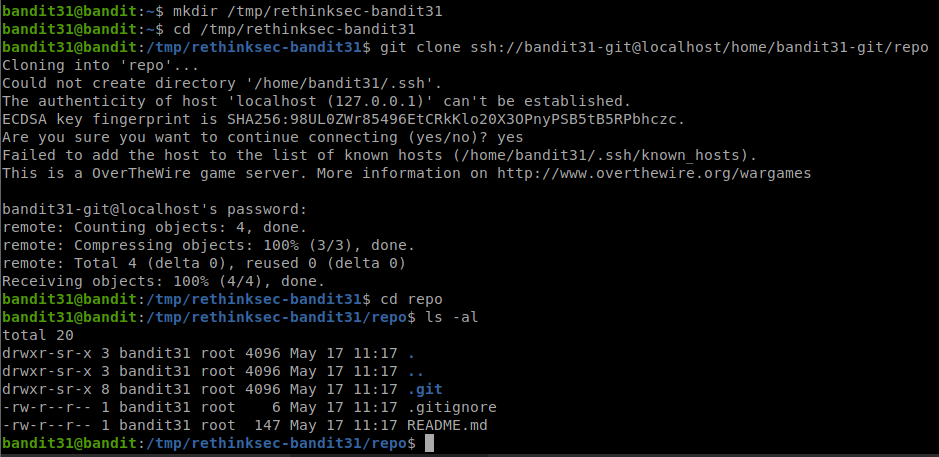 bandit31@bandit:~$ mkdir /tmp/rethinksec-bandit31
bandit31@bandit:~$ cd /tmp/rethinksec-bandit31
bandit31@bandit:/tmp/rethinksec-bandit31$ git clone ssh://bandit31-git@localhost/home/bandit31-git/repo
Cloning into 'repo'...
Could not create directory '/home/bandit31/.ssh'.
The authenticity of host 'localhost (127.0.0.1)' can't be established.
ECDSA key fingerprint is SHA256:98UL0ZWr85496EtCRkKlo20X3OPnyPSB5tB5RPbhczc.
Are you sure you want to continue connecting (yes/no)? yes
Failed to add the host to the list of known hosts (/home/bandit31/.ssh/known_hosts).
This is a OverTheWire game server. More information on http://www.overthewire.org/wargames
bandit31-git@localhost's password:
remote: Counting objects: 4, done.
remote: Compressing objects: 100% (3/3), done.
remote: Total 4 (delta 0), reused 0 (delta 0)
Receiving objects: 100% (4/4), done.
bandit31@bandit:/tmp/rethinksec-bandit31$ cd repo
bandit31@bandit:/tmp/rethinksec-bandit31/repo$ ls -al
total 20
drwxr-sr-x 3 bandit31 root 4096 May 17 11:17 .
drwxr-sr-x 3 bandit31 root 4096 May 17 11:17 ..
drwxr-sr-x 8 bandit31 root 4096 May 17 11:17 .git
-rw-r--r-- 1 bandit31 root    6 May 17 11:17 .gitignore
-rw-r--r-- 1 bandit31 root  147 May 17 11:17 README.md
bandit31@bandit:/tmp/rethinksec-bandit31/repo$